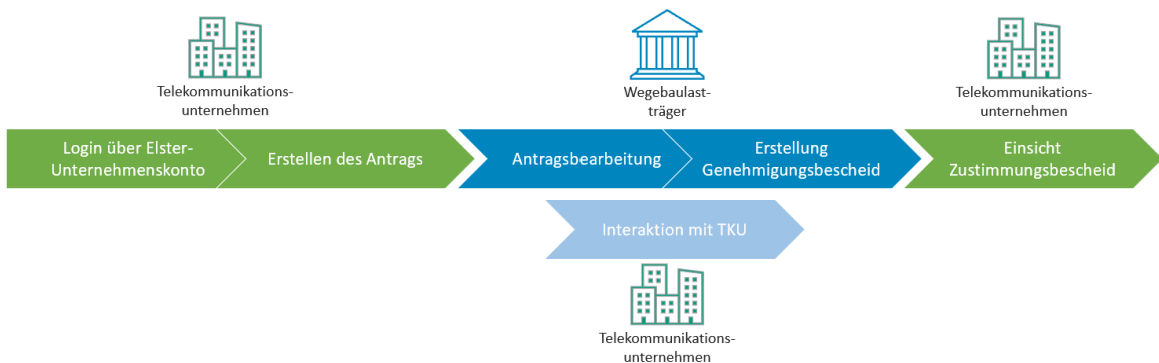 Telekommunikations-
unternehmen
Wegebaulast-
träger
Telekommunikations-
unternehmen
Login über Elster-
Unternehmenskonto
Erstellen des Antrags
Antragsbearbeitung
Erstellung
Genehmigungsbescheid
Einsicht
Zustimmungsbescheid
Interaktion mit TKU
Telekommunikations-
unternehmen